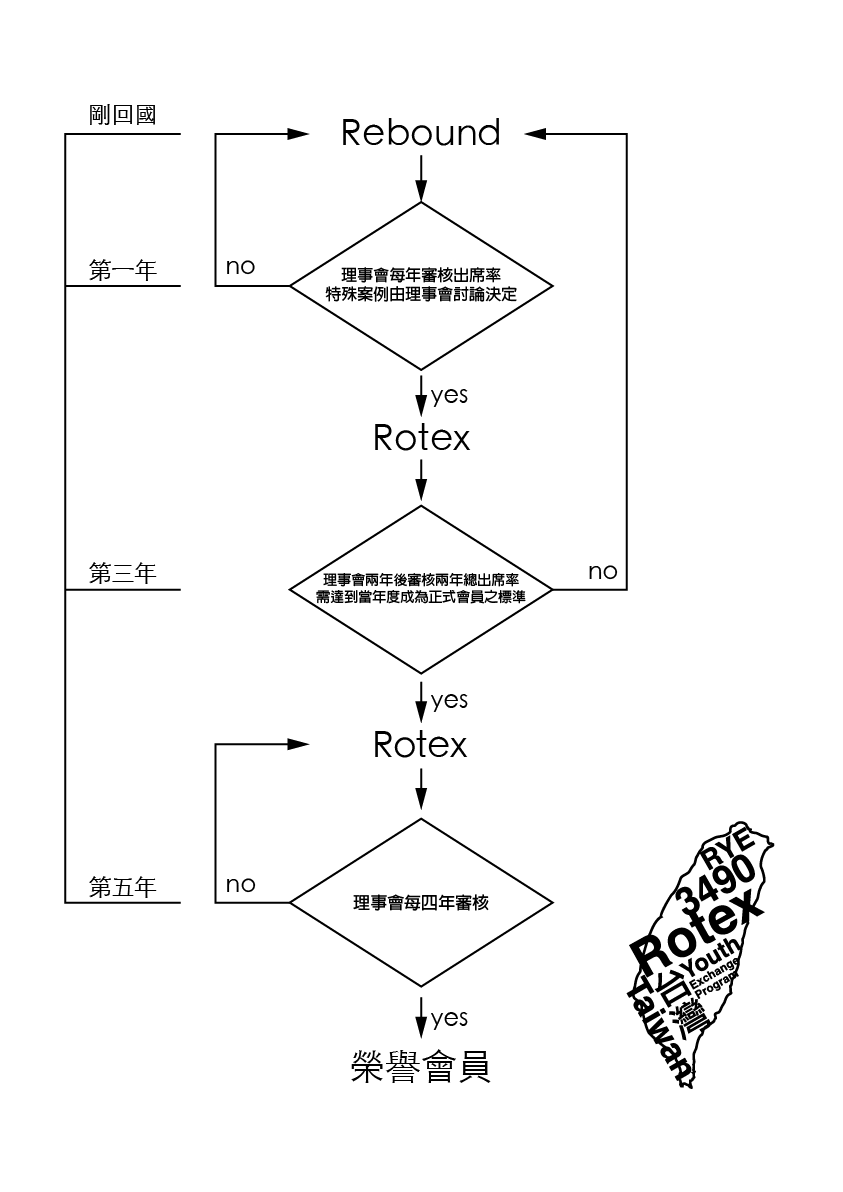 剛回國
Rebound
第一年
no
理事會每年審核出席率
特殊案例由理事會討論決定
yes
Rotex
第三年
理事會兩年後審核兩年總出席率
需達到當年度成為正式會員之標準
no
yes
Rotex
第五年
no
理事會每四年審核
yes
榮譽會員
RYE
3490
Rotex
Youth
Exchange
Program
台灣
Taiwan